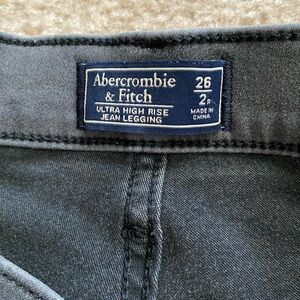 Abercrombie
& Fitch
ULTRA HIGH RISE
JEAN LEGGING
26
2R
MADE IN
CHINA